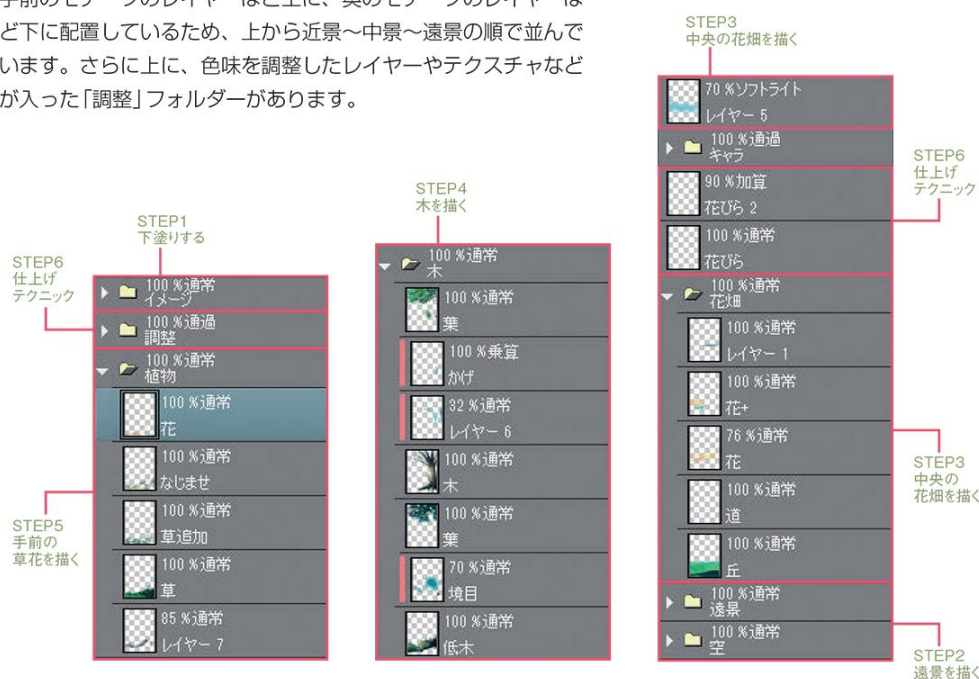 手前のモチーフのレイヤーほど上に、奥のモチーフのレイヤーほ
ど下に配置しているため、上から近景～中景～遠景の順で並んで
います。さらに上に、色味を調整したレイヤーやテクスチャなど
が入った「調整」フォルダーがあります。
STEP1
下塗りする
STEP6
仕上げ
テクニック
100 %通常
イメージ
100 %通過
調整
100 %通常
植物
100 %通常
花
100 %通常
なじませ
100 %通常
草追加
100 %通常
草
85 %通常
レイヤー 7
STEP5
手前の
草花を描く
STEP4
木を描く
100 %通常
木
100 %通常
葉
100 %乗算
かげ
32 %通常
レイヤー 6
100 %通常
木
100 %通常
葉
70 %通常
境目
100 %通常
低木
STEP3
中央の花畑を描く
70 %ソフトライト
レイヤー 5
100 %通過
キャラ
90 %加算
花びら 2
100 %通常
花びら
STEP6
仕上げ
テクニック
100 %通常
花畑
100 %通常
レイヤー 1
100 %通常
花+
76 %通常
花
100 %通常
道
100 %通常
丘
STEP3
中央の
花畑を描く
100 %通常
遠景
100 %通常
空
STEP2
遠景を描く